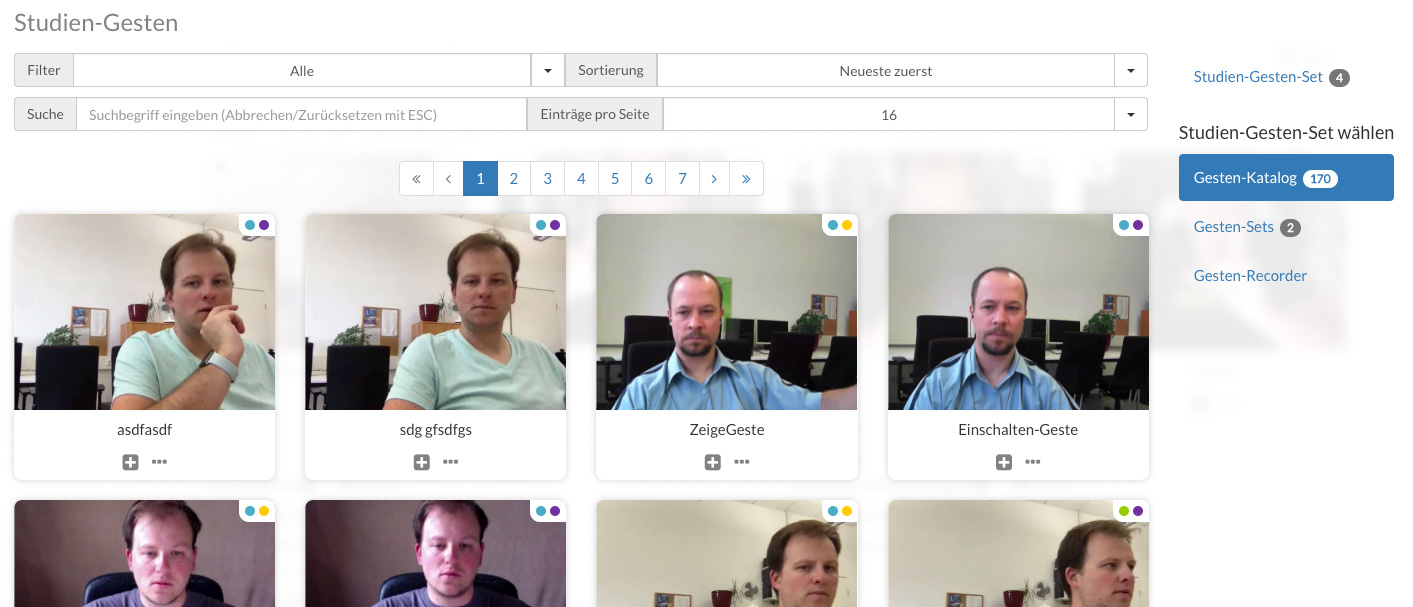 Studien-Gesten
Filter Alle Sortierung Neueste zuerst
Suche Suchbegriff eingeben (Abbrechen/Zurücksetzen mit ESC) Einträge pro Seite 16
« ‹ 1 2 3 4 5 6 7 › »
asdfasdf
sdg gfsdfgs
ZeigeGeste
Einschalten-Geste
Studien-Gesten-Set 4
Studien-Gesten-Set wählen
Gesten-Katalog 170
Gesten-Sets 2
Gesten-Recorder